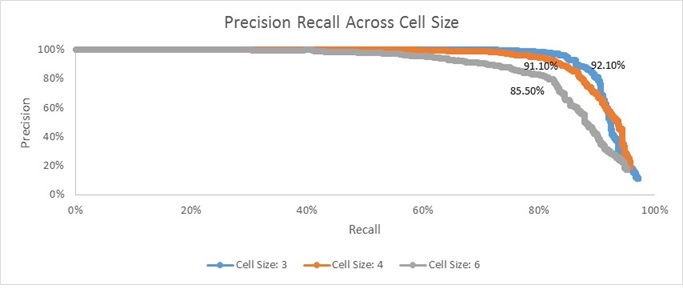 Precision Recall Across Cell Size
100%
80%
60%
40%
20%
0%
Precision
91.10%
92.10%
85.50%
0% 20% 40% 60% 80% 100%
Recall
Cell Size: 3 Cell Size: 4 Cell Size: 6